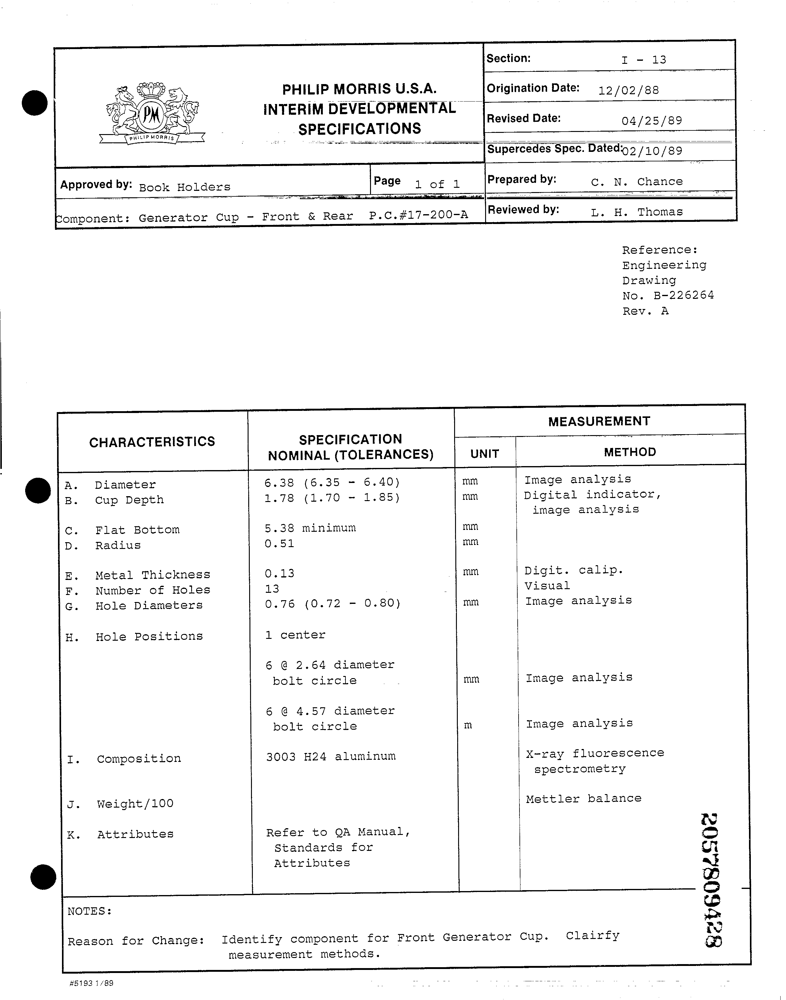 Section: I - 13
PM
PHILIP MORRIS
PHILIP MORRIS U.S.A.
INTERIM DEVELOPMENTAL
SPECIFICATIONS
Origination Date: 12/02/88
Revised Date: 04/25/89
Supercedes Spec. Dated: 02/10/89
Approved by: Book Holders
Page 1 of 1
Prepared by: C. N. Chance
Component: Generator Cup - Front & Rear P.C.#17-200-A
Reviewed by: L. H. Thomas
Reference:
Engineering
Drawing
No. B-226264
Rev. A
CHARACTERISTICS
SPECIFICATION
NOMINAL (TOLERANCES)
MEASUREMENT
UNIT METHOD
A. Diameter 6.38 (6.35 - 6.40) mm Image analysis
B. Cup Depth 1.78 (1.70 - 1.85) mm Digital indicator,
image analysis
C. Flat Bottom 5.38 minimum mm
D. Radius 0.51 mm
E. Metal Thickness 0.13 mm Digit. calip.
F. Number of Holes 13 Visual
G. Hole Diameters 0.76 (0.72 - 0.80) mm Image analysis
H. Hole Positions 1 center
6 @ 2.64 diameter
bolt circle mm Image analysis
6 @ 4.57 diameter
bolt circle m Image analysis
I. Composition 3003 H24 aluminum X-ray fluorescence
spectrometry
J. Weight/100 Mettler balance
K. Attributes Refer to QA Manual,
Standards for
Attributes
2057809428
NOTES:
Reason for Change: Identify component for Front Generator Cup. Clairfy
measurement methods.
#5193 1/89